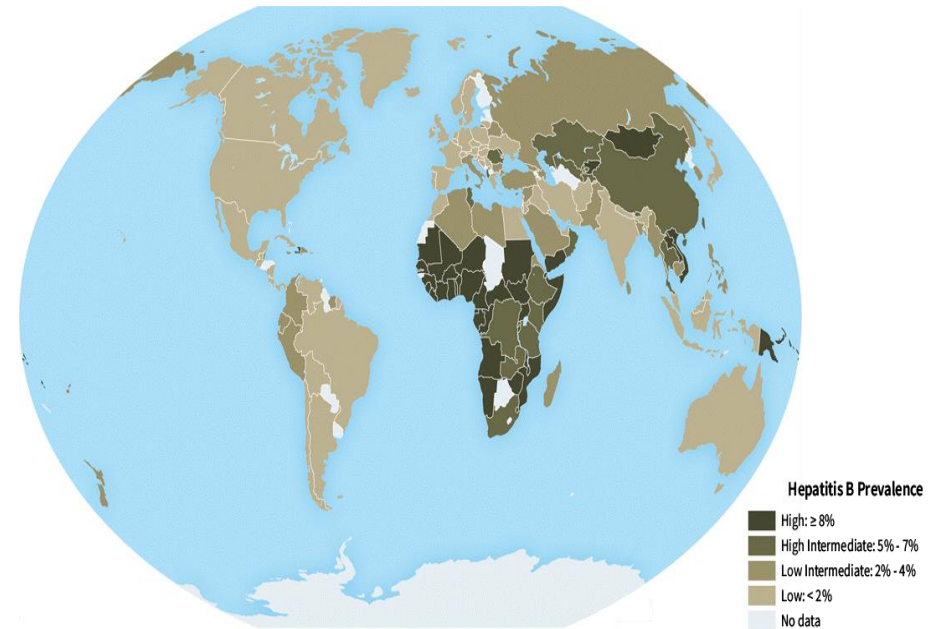 Hepatitis B Prevalence
High: ≥ 8%
High Intermediate: 5% - 7%
Low Intermediate: 2% - 4%
Low: < 2%
No data